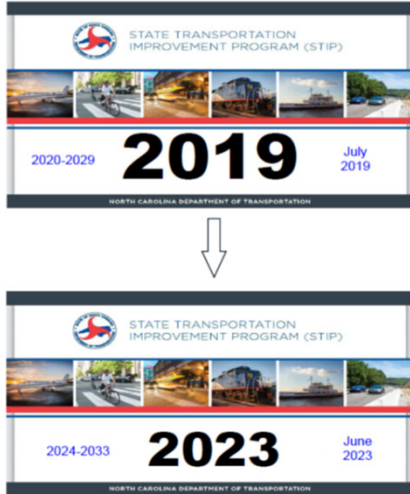 STATE TRANSPORTATION
IMPROVEMENT PROGRAM (STIP)
2020-2029
2019
July
2019
NORTH CAROLINA DEPARTMENT OF TRANSPORTATION
STATE TRANSPORTATION
IMPROVEMENT PROGRAM (STIP)
2024-2033
2023
June
2023
NORTH CAROLINA DEPARTMENT OF TRANSPORTATION